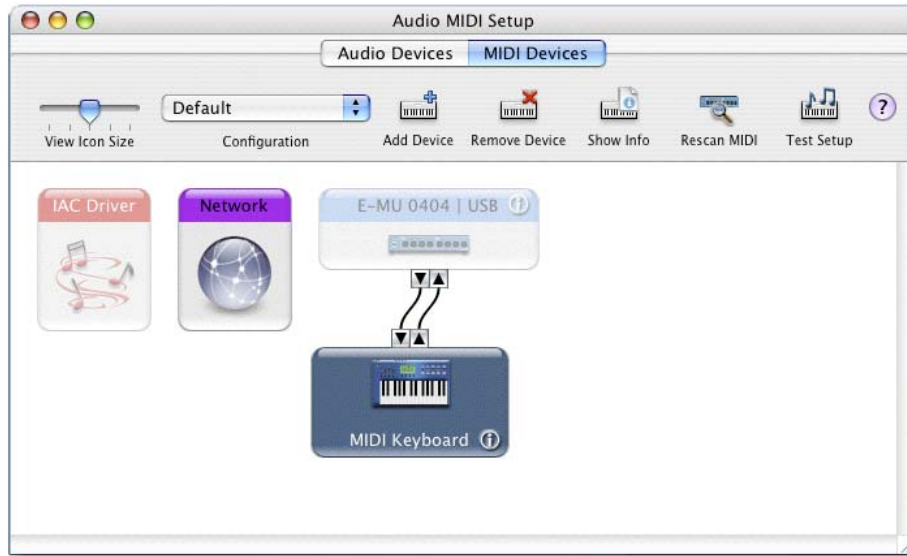 Audio MIDI Setup
Audio Devices MIDI Devices
Default
View Icon Size Configuration Add Device Remove Device Show Info Rescan MIDI Test Setup ?
IAC Driver Network E-MU 0404 | USB i
MIDI Keyboard i